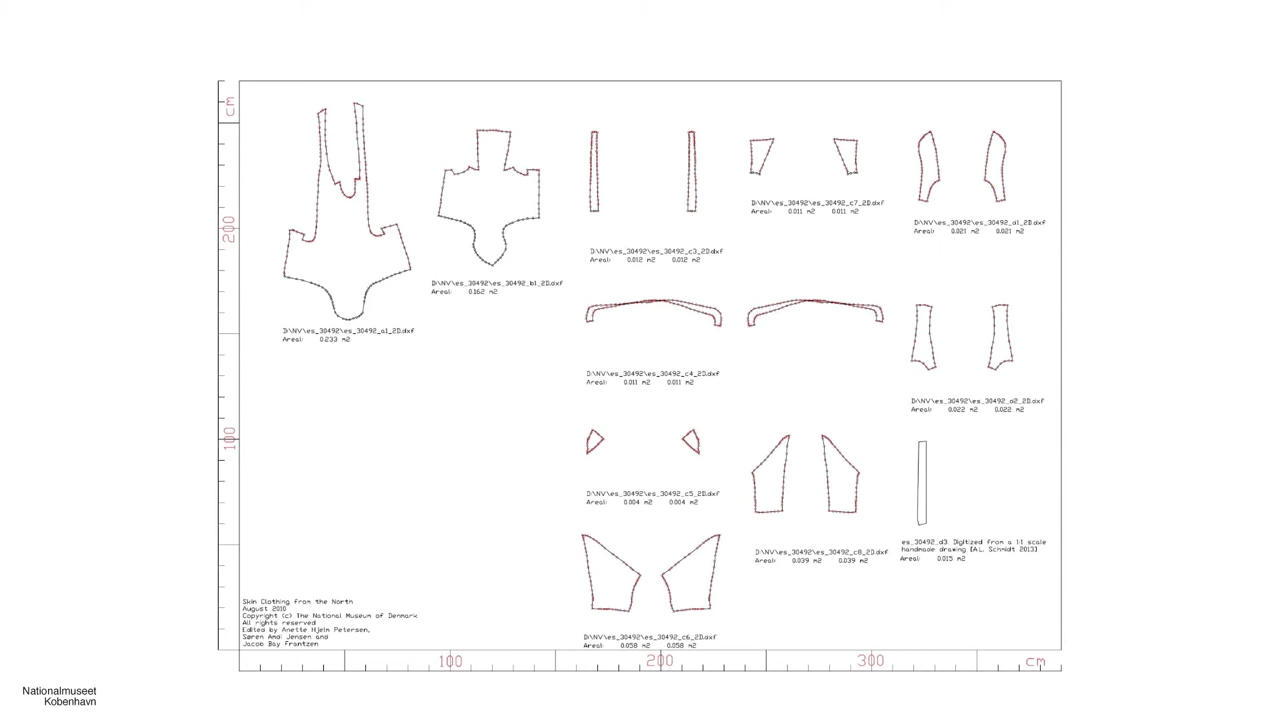 cm
200
100
D:\NV\es_30492\es_30492_a1_2D.dxf
Areal: 0.233 m2
D:\NV\es_30492\es_30492_b1_2D.dxf
Areal: 0.162 m2
D:\NV\es_30492\es_30492_c3_2D.dxf
Areal: 0.012 m2 0.012 m2
D:\NV\es_30492\es_30492_c7_2D.dxf
Areal: 0.011 m2 0.011 m2
D:\NV\es_30492\es_30492_d1_2D.dxf
Areal: 0.021 m2 0.021 m2
D:\NV\es_30492\es_30492_c4_2D.dxf
Areal: 0.011 m2 0.011 m2
D:\NV\es_30492\es_30492_d2_2D.dxf
Areal: 0.022 m2 0.022 m2
D:\NV\es_30492\es_30492_c5_2D.dxf
Areal: 0.004 m2 0.004 m2
D:\NV\es_30492\es_30492_c8_2D.dxf
Areal: 0.039 m2 0.039 m2
es_30492_d3. Digitized from a 1:1 scale
handmade drawing [A.L. Schmidt 2013]
Areal: 0.015 m2
D:\NV\es_30492\es_30492_c6_2D.dxf
Areal: 0.058 m2 0.058 m2
Skin Clothing from the North
August 2010
Copyright (c) The National Museum of Denmark
All rights reserved
Edited by Anette Hjelm Petersen,
Søren Amdi Jensen and
Jacob Bay Frantzen
100 200 300 cm
Nationalmuseet
Kobenhavn